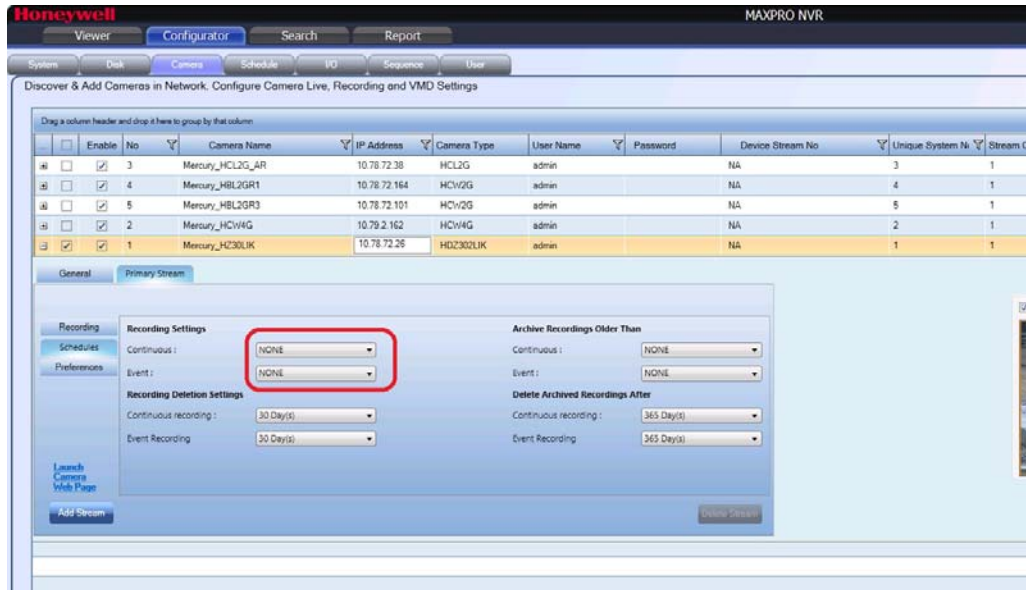 Honeywell MAXPRO NVR
Viewer Configurator Search Report
System Disk Camera Schedule I/O Sequence User
Discover & Add Cameras in Network. Configure Camera Live, Recording and VMD Settings
Drag a column header and drop it here to group by that column
... Enable No Camera Name IP Address Camera Type User Name Password Device Stream No Unique System Stream
3 Mercury_HCL2G_AR 10.78.72.38 HCL2G admin NA 3 1
4 Mercury_HBL2GR1 10.78.72.164 HCW2G admin NA 4 1
5 Mercury_HBL2GR3 10.78.72.101 HCW2G admin NA 5 1
2 Mercury_HCW4G 10.79.2.162 HCW4G admin NA 2 1
1 Mercury_HZ30LIK 10.78.72.26 HDZ302LIK admin NA 1 1
General Primary Stream
Recording Recording Settings Archive Recordings Older Than
Schedules Continuous : NONE Continuous : NONE
Preferences Event : NONE Event : NONE
Recording Deletion Settings Delete Archived Recordings After
Continuous recording : 30 Day(s) Continuous recording : 365 Day(s)
Event Recording 30 Day(s) Event Recording 365 Day(s)
Launch
Camera
Web Page
Add Stream Delete Stream